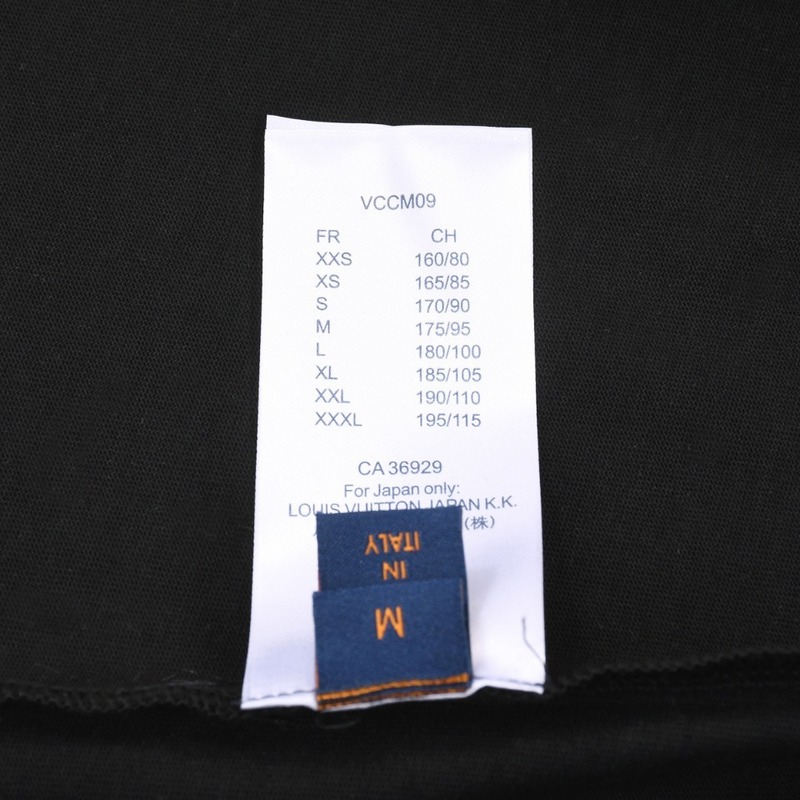 VCCM09
FR CH
XXS 160/80
XS 165/85
S 170/90
M 175/95
L 180/100
XL 185/105
XXL 190/110
XXXL 195/115
CA 36929
For Japan only:
LOUIS VUITTON JAPAN K.K.
(株)
ITALY
IN
M